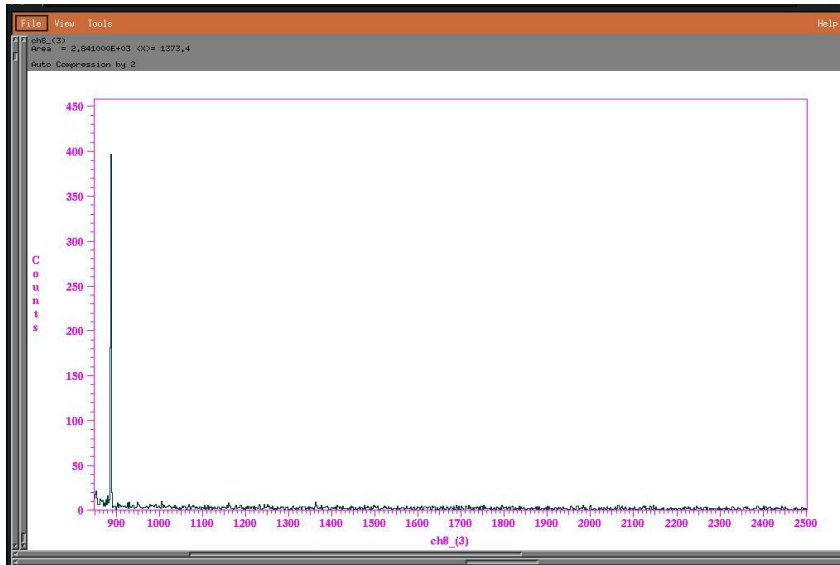 File View Tools Help
ch8_(3)
Area = 2.841000E+03 <X>= 1373.4
Auto Compression by 2
450
400
350
300
250
200
150
100
50
0
Counts
900 1000 1100 1200 1300 1400 1500 1600 1700 1800 1900 2000 2100 2200 2300 2400 2500
ch8_(3)